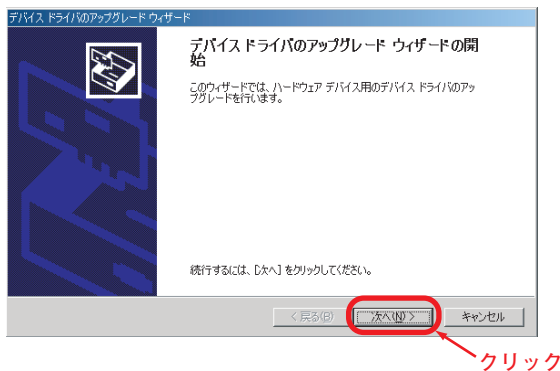 デバイス ドライバのアップグレード ウィザード
デバイス ドライバのアップグレード ウィザードの開
始
このウィザードでは、ハードウェア デバイス用のデバイス ドライバのアッ
プグレードを行います。
続行するには、[次へ] をクリックしてください。
< 戻る(B)
次へ(N) >
キャンセル
クリック